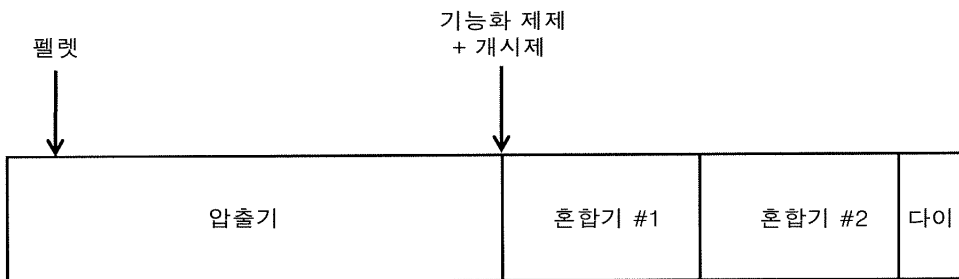 기능화 제제
+ 개시제
펠렛
압출기
혼합기 #1
혼합기 #2
다이